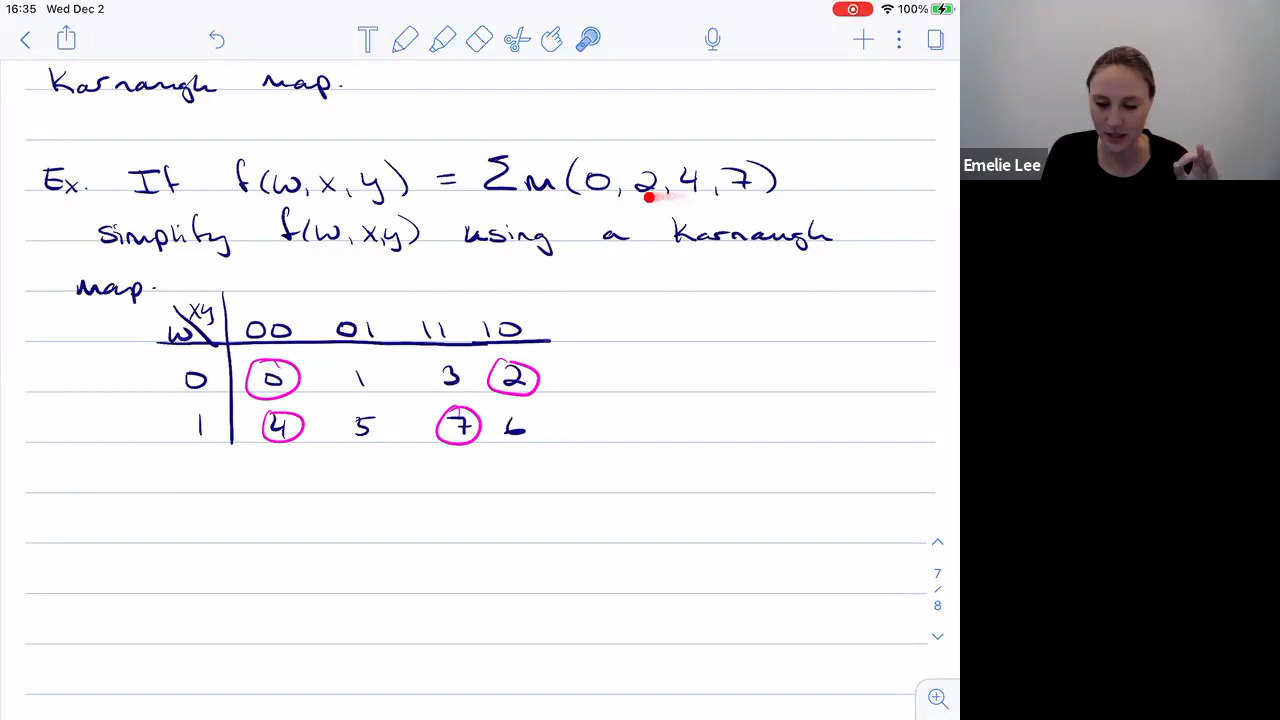 16:35 Wed Dec 2 100%
Karnaugh map.
Emelie Lee
Ex. If f(w,x,y) = Σm(0,2,4,7)
simplify f(w,x,y) using a Karnaugh
map.
w xy 00 01 11 10
0 0 1 3 2
1 4 5 7 6
7
/
8